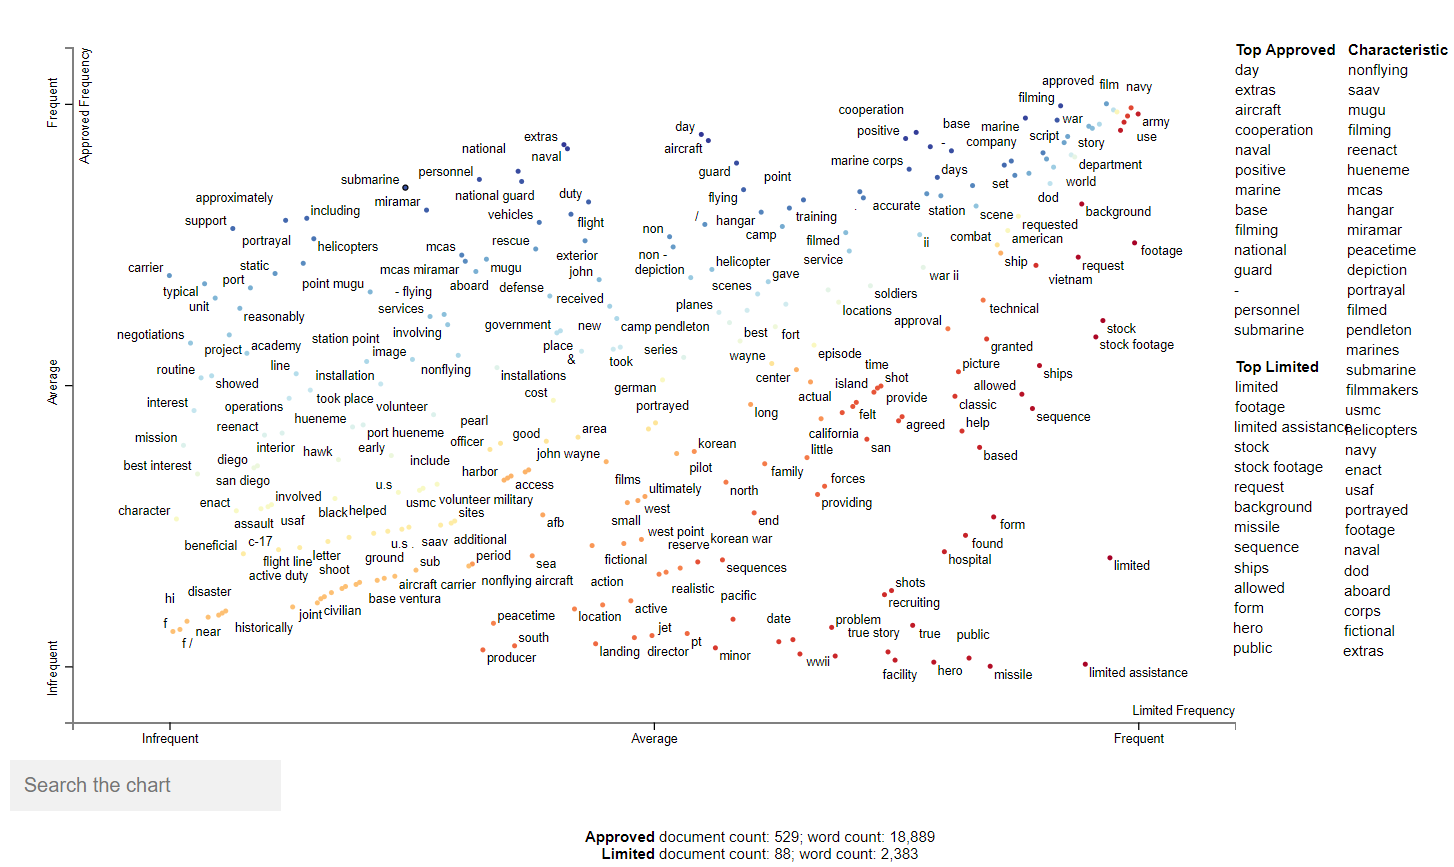 Frequent
Approved Frequency
Average
Infrequent
approved film navy
filming
cooperation
positive
base
marine
war
army
use
script
story
company
-
day
aircraft
extras
naval
national
marine corps
department
days
set
world
dod
guard
point
personnel
submarine
miramar
national guard
duty
flying
approximately
including
support
vehicles
flight
/
hangar
training
camp
.
accurate
station
scene
requested
background
portrayal
helicopters
rescue
non
filmed
service
ii
combat
american
footage
mcas
exterior
john
non -
depiction
helicopter
gave
ship
request
vietnam
war ii
carrier
static
port
typical
unit
mcas miramar
mugu
aboard
point mugu
- flying
defense
received
scenes
planes
soldiers
locations
technical
reasonably
services
government
new
camp pendleton
best
fort
approval
stock
stock footage
negotiations
academy
project
station point
involving
image
place
&
took
series
wayne
episode
granted
routine
line
showed
installation
nonflying
installations
german
center
time
picture
ships
took place
cost
portrayed
actual
island
shot
provide
allowed
classic
sequence
interest
operations
hueneme
volunteer
long
felt
agreed
help
reenact
port hueneme
pearl
good
area
california
mission
interior
early
officer
korean
little
san
based
best interest
diego
hawk
include
john wayne
pilot
family
san diego
harbor
access
films
ultimately
north
forces
providing
u.s
enact
involved
usmc
volunteer military
west
character
assault
usaf
black
helped
sites
afb
small
end
form
beneficial
c-17
u.s .
saav
additional
west point
reserve
korean war
found
flight line
letter
ground
period
fictional
hospital
limited
active duty
shoot
sub
sea
sequences
aircraft carrier
nonflying aircraft
action
realistic
shots
recruiting
hi
disaster
base ventura
pacific
f
joint
civilian
peacetime
location
active
date
problem
f /
near
historically
south
jet
true story
true
public
producer
landing
director
pt
minor
wwii
facility
hero
missile
limited assistance
Limited Frequency
Infrequent
Average
Frequent
Top Approved
day
extras
aircraft
cooperation
naval
positive
marine
base
filming
national
guard
-
personnel
submarine
Top Limited
limited
footage
limited assistance
stock
stock footage
request
background
missile
sequence
ships
allowed
form
hero
public
Characteristic
nonflying
saav
mugu
filming
reenact
hueneme
mcas
hangar
miramar
peacetime
depiction
portrayal
filmed
pendleton
marines
submarine
filmmakers
usmc
helicopters
navy
enact
usaf
portrayed
footage
naval
dod
aboard
corps
fictional
extras
Search the chart
Approved document count: 529; word count: 18,889
Limited document count: 88; word count: 2,383